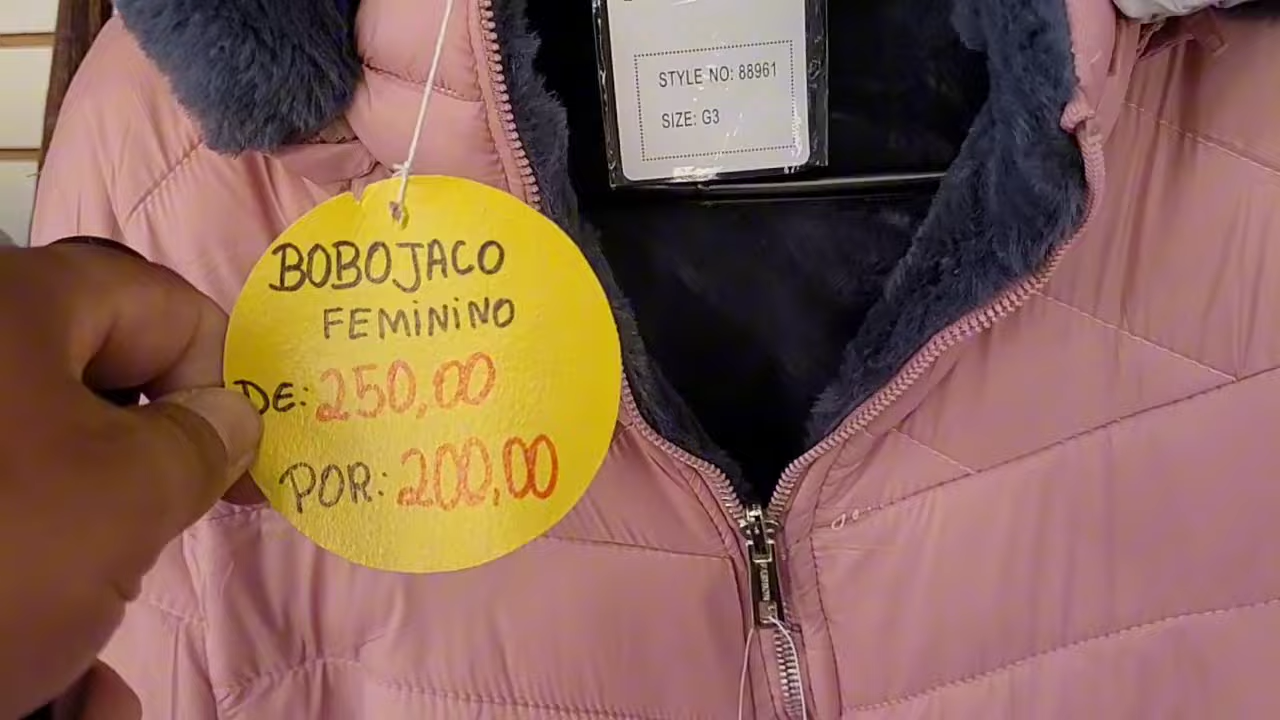 STYLE NO: 88961
SIZE: G3
BOBOJACO
FEMININO
DE: 250,00
POR: 200,00